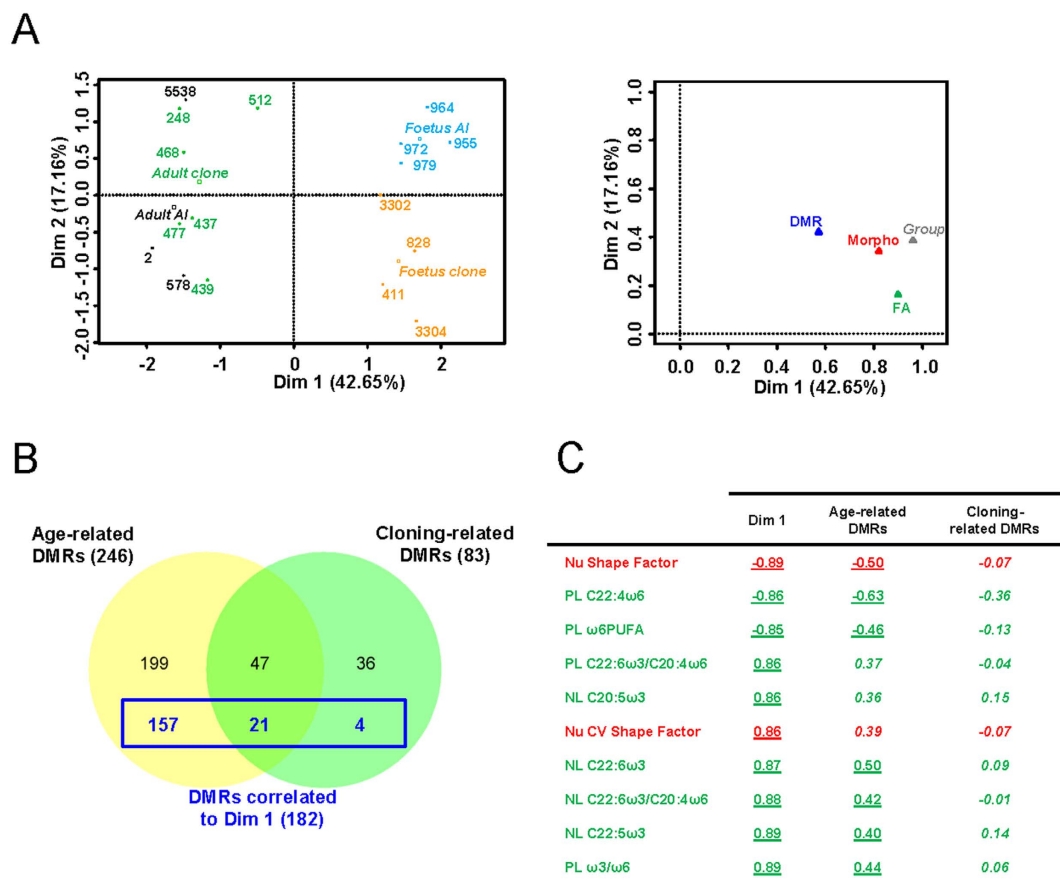 A
Dim 2 (17.16%)
1.5
1.0
0.5
0.0
-0.5
-1.0
-1.5
-2.0
5538
248
512
468
Adult clone
Adult AI
437
477
2
578
439
964
Foetus AI
972
955
979
3302
828
Foetus clone
411
3304
-2
-1
0
1
2
Dim 1 (42.65%)
Dim 2 (17.16%)
1.0
0.8
0.6
0.4
0.2
0.0
DMR
Morpho
Group
FA
0.0
0.2
0.4
0.6
0.8
1.0
Dim 1 (42.65%)
B
Age-related
DMRs (246)
Cloning-related
DMRs (83)
199
47
36
157
21
4
DMRs correlated
to Dim 1 (182)
C
Dim 1 Age-related DMRs Cloning-related DMRs
Nu Shape Factor -0.89 -0.50 -0.07
PL C22:4ω6 -0.86 -0.63 -0.36
PL ω6PUFA -0.85 -0.46 -0.13
PL C22:6ω3/C20:4ω6 0.86 0.37 -0.04
NL C20:5ω3 0.86 0.36 0.15
Nu CV Shape Factor 0.86 0.39 -0.07
NL C22:6ω3 0.87 0.50 0.09
NL C22:6ω3/C20:4ω6 0.88 0.42 -0.01
NL C22:5ω3 0.89 0.40 0.14
PL ω3/ω6 0.89 0.44 0.06